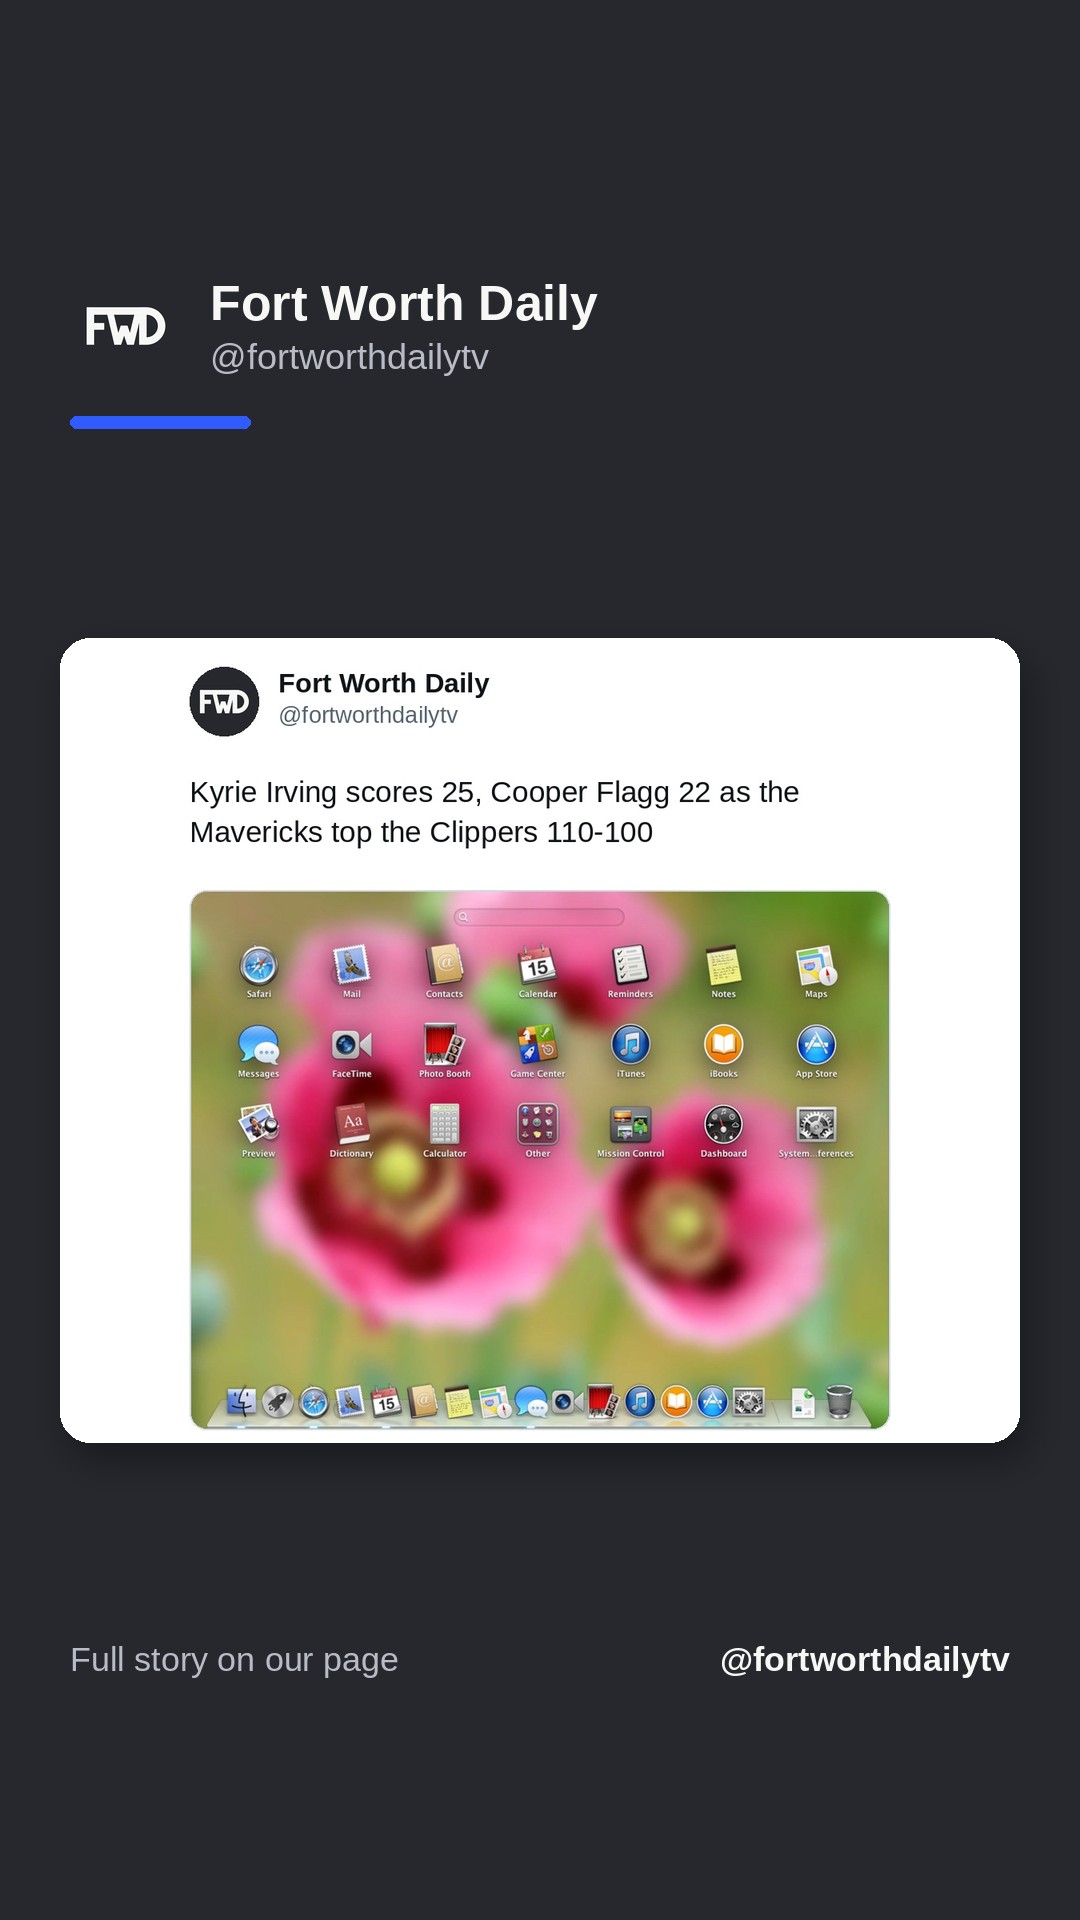 FWD
Fort Worth Daily
@fortworthdailytv
FWD
Fort Worth Daily
@fortworthdailytv
Kyrie Irving scores 25, Cooper Flagg 22 as the
Mavericks top the Clippers 110-100
Safari
Mail
Contacts
NOV
15
Calendar
Reminders
Notes
Maps
Messages
FaceTime
Photo Booth
Game Center
iTunes
iBooks
App Store
Preview
Aa
Dictionary
Calculator
Other
Mission Control
Dashboard
System...ferences
15
Full story on our page
@fortworthdailytv